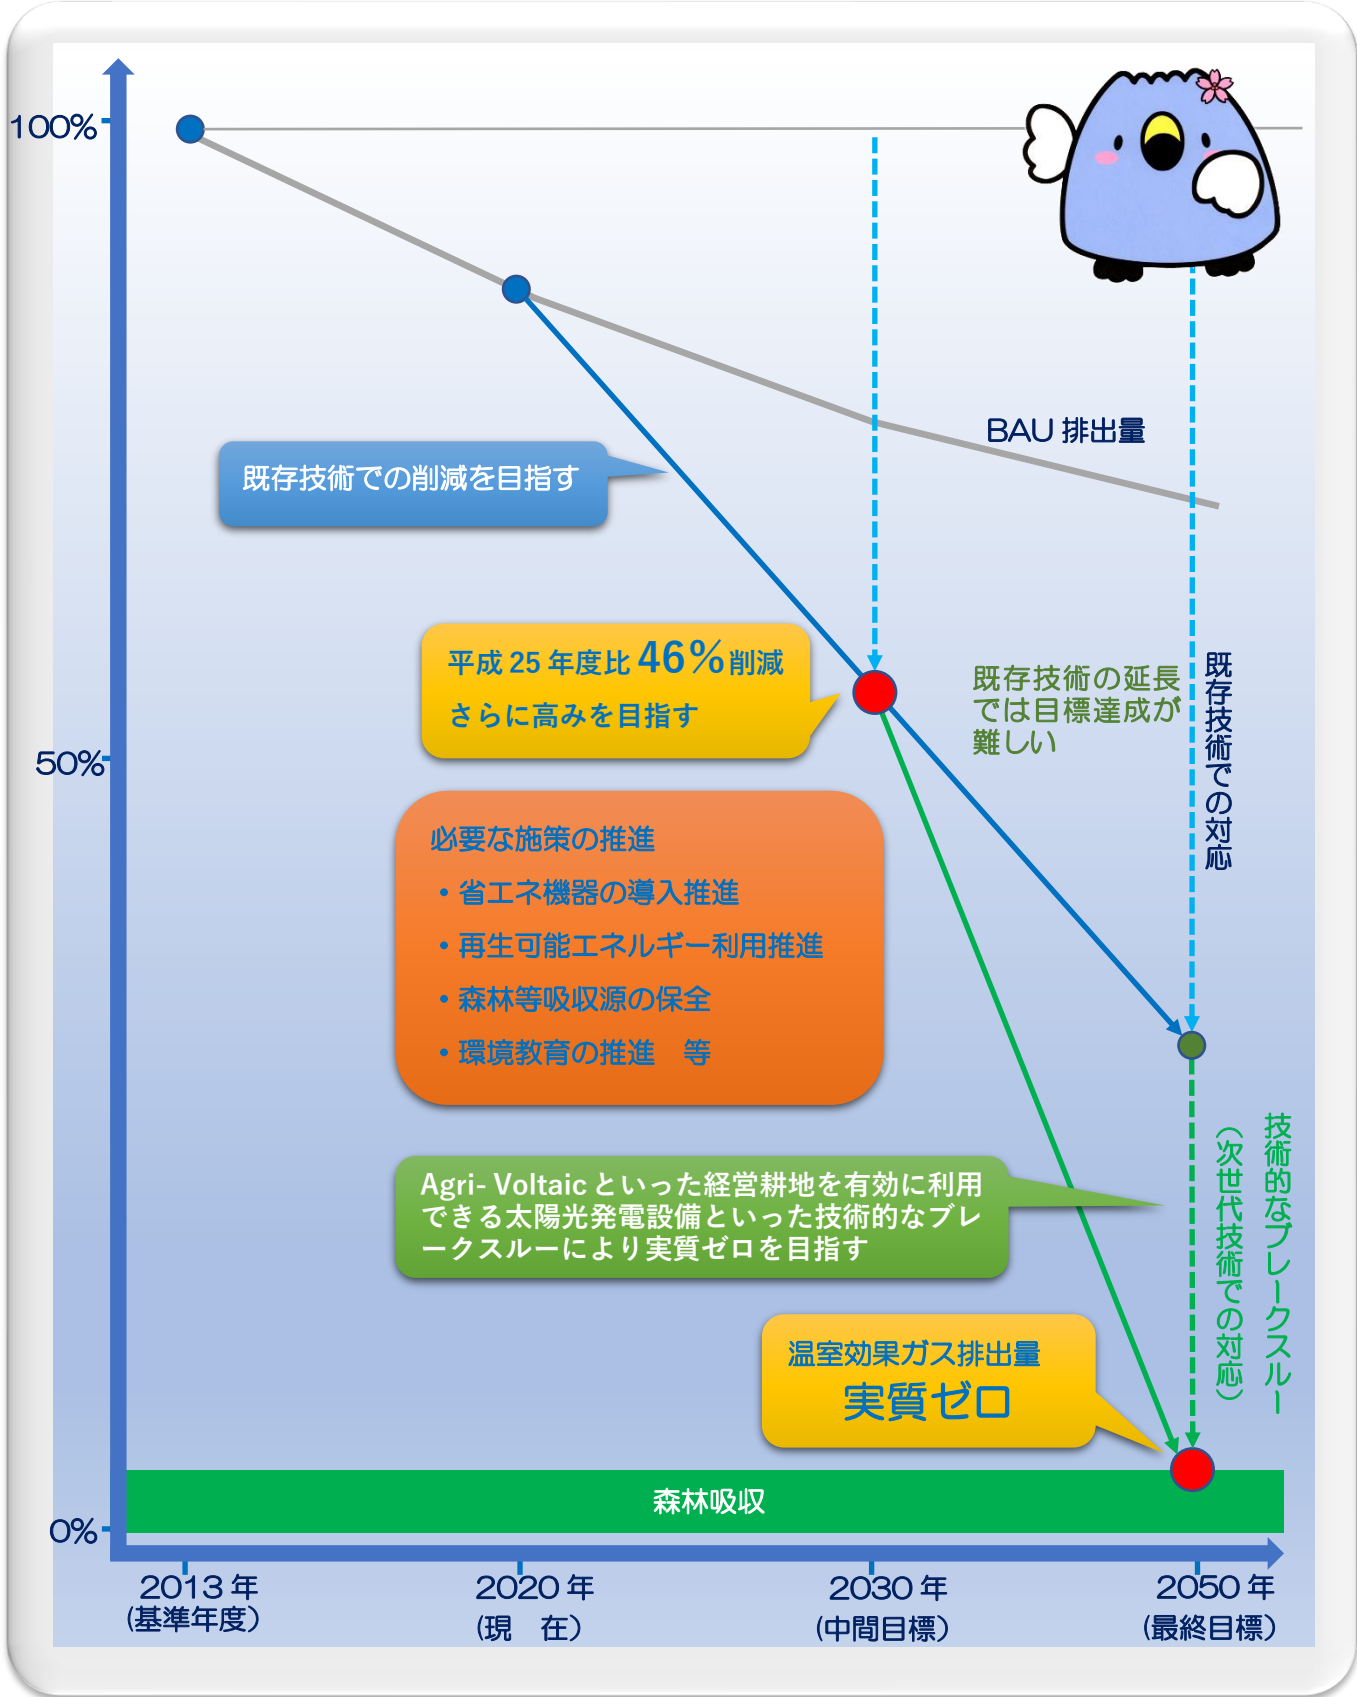 100%
BAU 排出量
既存技術での削減を目指す
平成 25 年度比 46%削減
さらに高みを目指す
既存技術の延長
では目標達成が
難しい
既存技術での対応
50%
必要な施策の推進
・省エネ機器の導入推進
・再生可能エネルギー利用推進
・森林等吸収源の保全
・環境教育の推進　等
技術的なブレークスルー
（次世代技術での対応）
Agri- Voltaic といった経営耕地を有効に利用
できる太陽光発電設備といった技術的なブレ
ークスルーにより実質ゼロを目指す
温室効果ガス排出量
実質ゼロ
森林吸収
0%
2013 年
(基準年度)
2020 年
(現　在)
2030 年
(中間目標)
2050 年
(最終目標)